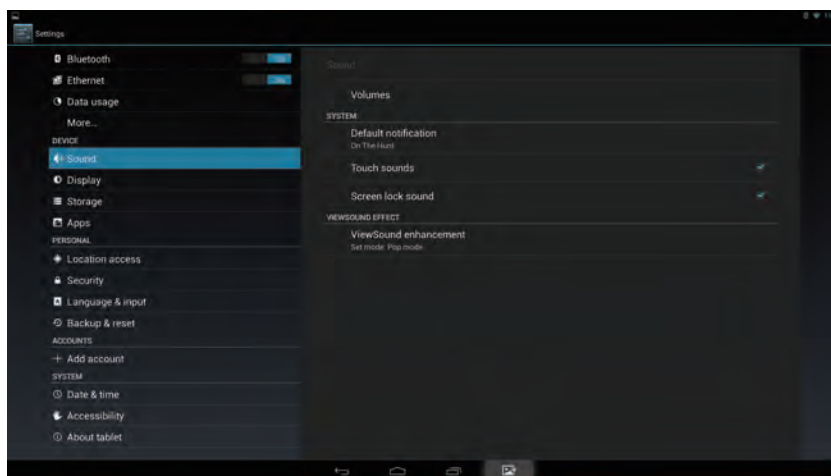 Settings
Bluetooth
Ethernet
Data usage
More...
DEVICE
Sound
Display
Storage
Apps
PERSONAL
Location access
Security
Language & input
Backup & reset
ACCOUNTS
Add account
SYSTEM
Date & time
Accessibility
About tablet
Sound
Volumes
SYSTEM
Default notification
On The Hunt
Touch sounds
Screen lock sound
VIEWSOUND EFFECT
ViewSound enhancement
Set mode: Pop mode